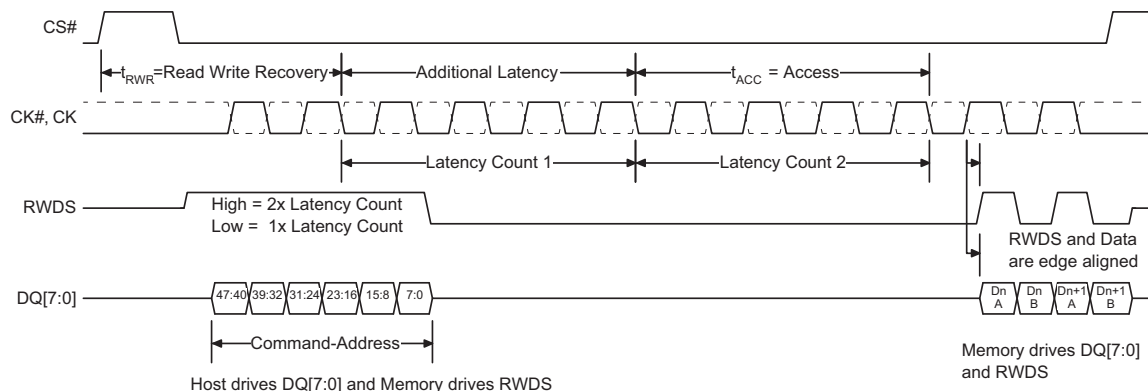 CS#
tRWR=Read Write Recovery
Additional Latency
tACC = Access
CK#, CK
Latency Count 1
Latency Count 2
RWDS
High = 2x Latency Count
Low = 1x Latency Count
RWDS and Data
are edge aligned
DQ[7:0]
47:40
39:32
31:24
23:16
15:8
7:0
Dn
A
Dn
B
Dn+1
A
Dn+1
B
Command-Address
Memory drives DQ[7:0]
and RWDS
Host drives DQ[7:0] and Memory drives RWDS